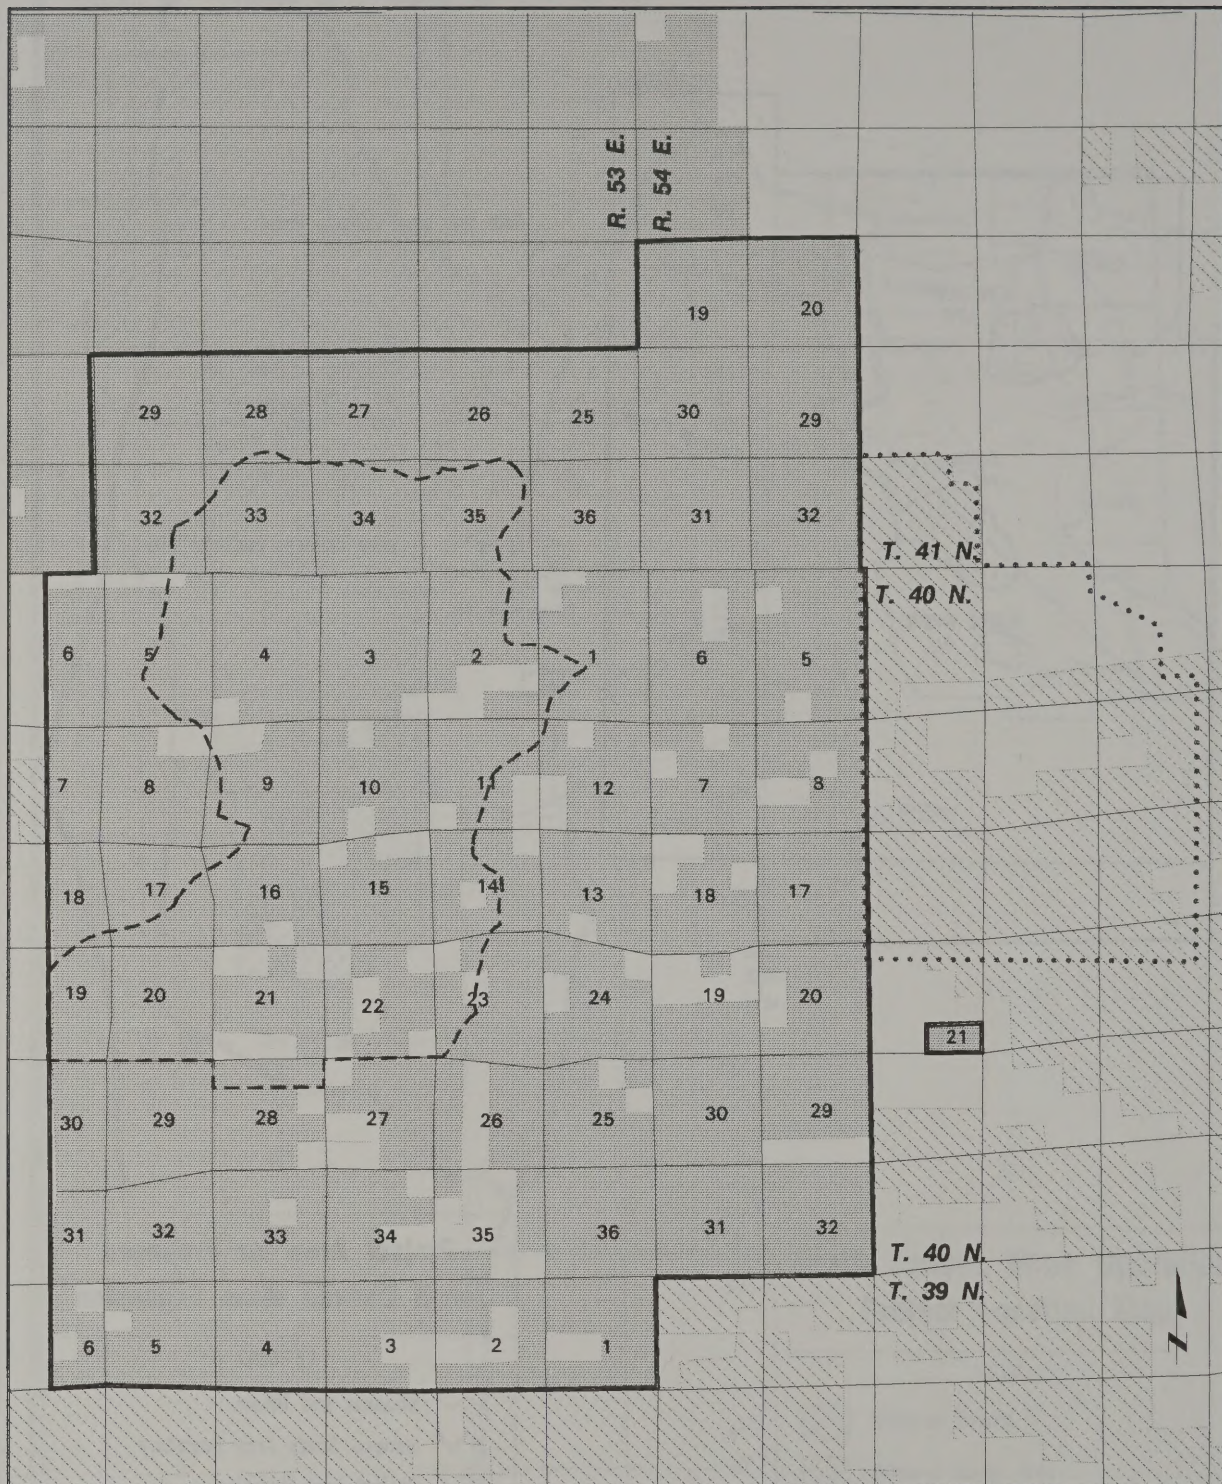 R. 53 E.
R. 54 E.
19 20
29 28 27 26 25 30 29
32 33 34 35 36 31 32
T. 41 N.
T. 40 N.
6 5 4 3 2 1 6 5
7 8 9 10 11 12 7 8
18 17 16 15 14 13 18 17
19 20 21 22 23 24 19 20
21
30 29 28 27 26 25 30 29
31 32 33 34 35 36 31 32
T. 40 N.
T. 39 N.
6 5 4 3 2 1
N